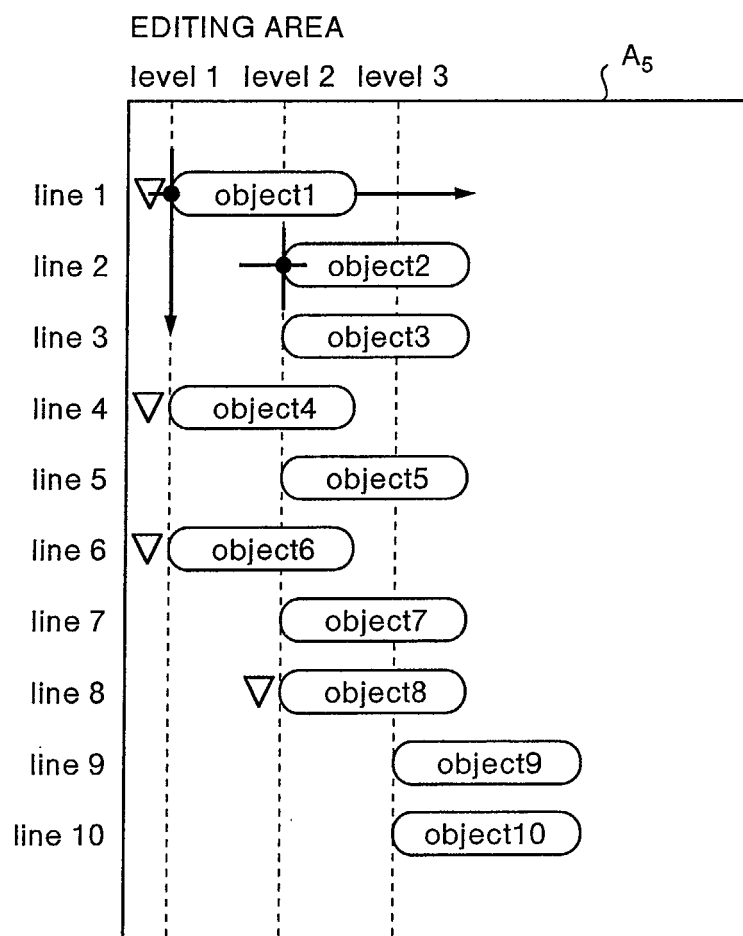 EDITING AREA
level 1 level 2 level 3 A5
line 1 object1
line 2 object2
line 3 object3
line 4 object4
line 5 object5
line 6 object6
line 7 object7
line 8 object8
line 9 object9
line 10 object10